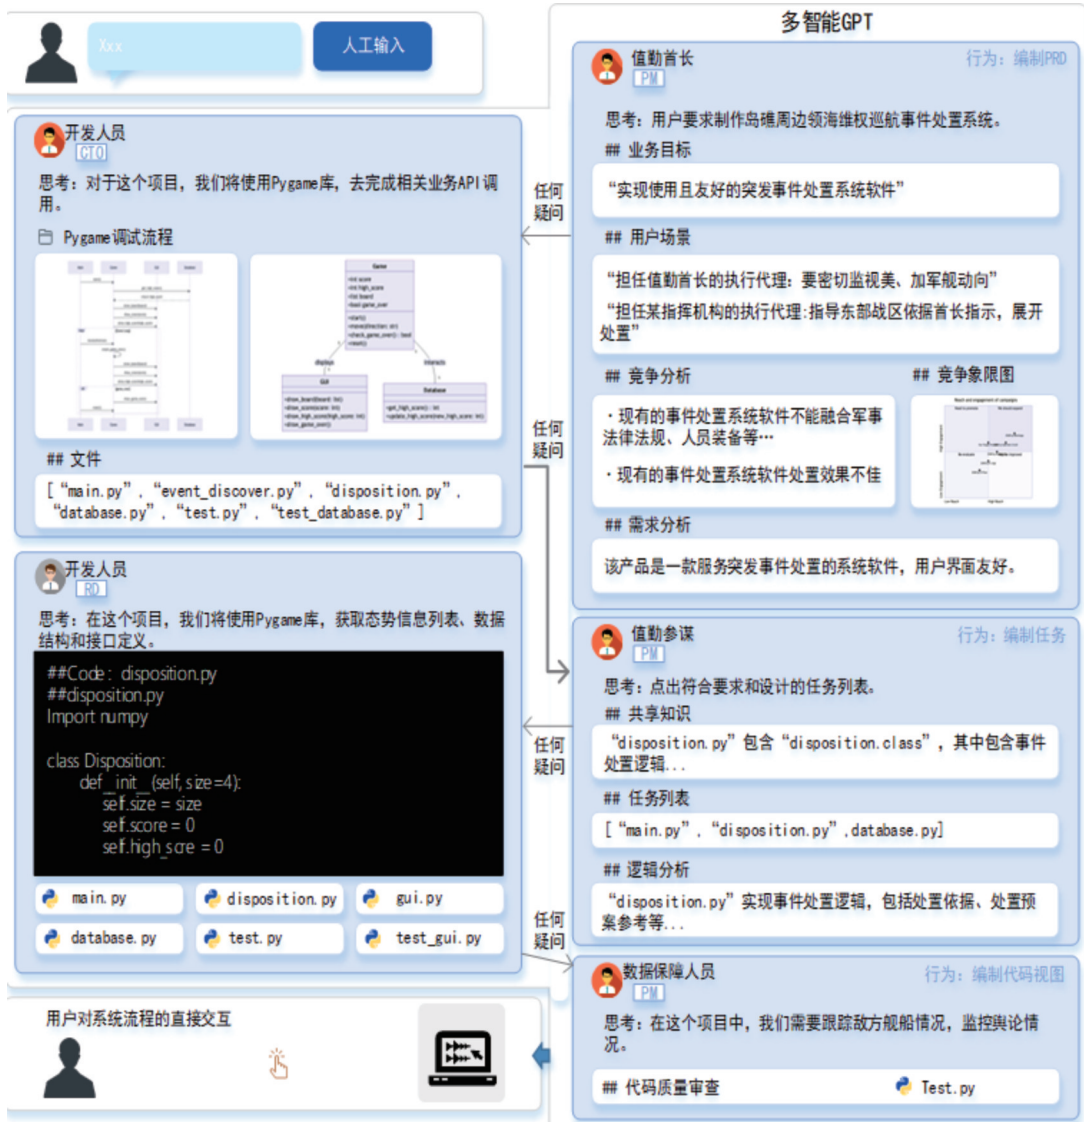 Xxx
人工输入
开发人员
CTO
思考：对于这个项目，我们将使用Pygame库，去完成相关业务API调
用。
Pygame调试流程
Game
displays
interacts
GUI
Database
## 文件
[ “main.py” , “event_discover.py” , “disposition.py” ,
“database.py” , “test.py” , “test_database.py” ]
开发人员
RD
思考：在这个项目，我们将使用Pygame库，获取态势信息列表、数据
结构和接口定义。
##Code：disposition.py
##disposition.py
Import numpy
class Disposition:
def _init_ (self, size=4):
self.size = size
self.score = 0
self.high_scre = 0
main.py
disposition.py
gui.py
database.py
test.py
test_gui.py
用户对系统流程的直接交互
任何
疑问
任何
疑问
任何
疑问
任何
疑问
多智能GPT
值勤首长
PM
行为：编制PRD
思考：用户要求制作岛礁周边领海维权巡航事件处置系统。
## 业务目标
“实现使用且友好的突发事件处置系统软件”
## 用户场景
“担任值勤首长的执行代理：要密切监视美、加军舰动向”
“担任某指挥机构的执行代理:指导东部战区依据首长指示，展开
处置”
## 竞争分析
## 竞争象限图
·现有的事件处置系统软件不能融合军事
法律法规、人员装备等…
·现有的事件处置系统软件处置效果不佳
## 需求分析
该产品是一款服务突发事件处置的系统软件，用户界面友好。
值勤参谋
PM
行为：编制任务
思考：点出符合要求和设计的任务列表。
## 共享知识
“disposition.py”包含“disposition.class”，其中包含事件
处置逻辑...
## 任务列表
[ “main.py” , “disposition.py” ,database.py]
## 逻辑分析
“disposition.py”实现事件处置逻辑，包括处置依据、处置预
案参考等...
数据保障人员
PM
行为：编制代码视图
思考：在这个项目中，我们需要跟踪敌方舰船情况，监控舆论情
况。
## 代码质量审查
Test.py